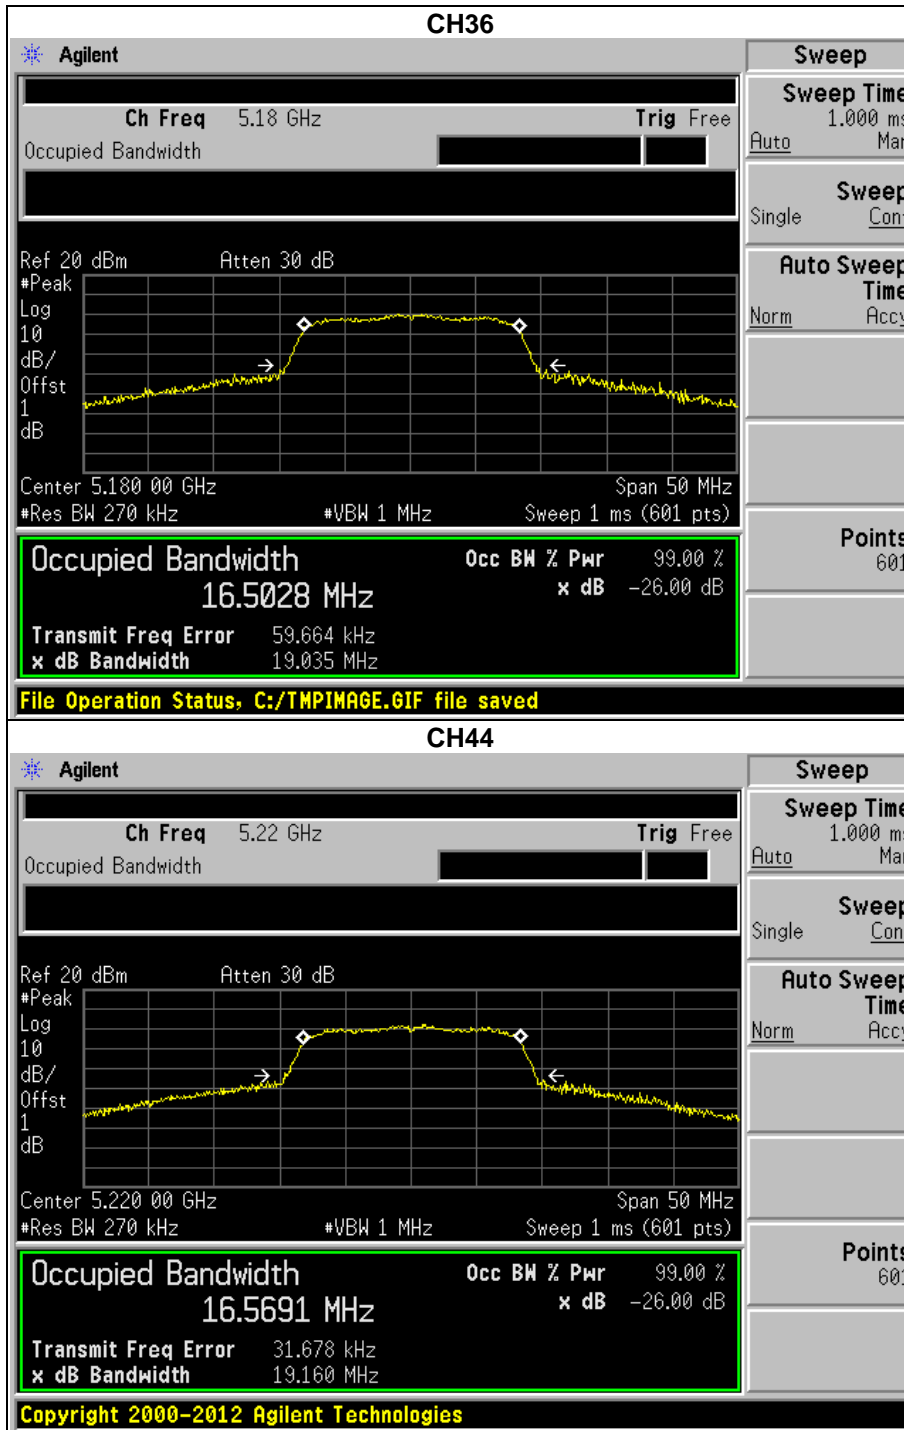 CH36
Agilent
Sweep
Ch Freq 5.18 GHz Trig Free
Occupied Bandwidth
Sweep Time
1.000 ms
Auto
Sweep
Single
Auto Sweep
Time
Norm Accy
Ref 20 dBm Atten 30 dB
#Peak
Log
10
dB/
Offst
1
dB
Center 5.180 00 GHz Span 50 MHz
#Res BW 270 kHz #VBW 1 MHz Sweep 1 ms (601 pts)
Points
601
Occupied Bandwidth Occ BW % Pwr 99.00 %
16.5028 MHz x dB -26.00 dB
Transmit Freq Error 59.664 kHz
x dB Bandwidth 19.035 MHz
File Operation Status, C:/TMPIMAGE.GIF file saved
CH44
Agilent
Sweep
Ch Freq 5.22 GHz Trig Free
Occupied Bandwidth
Sweep Time
1.000 ms
Auto
Sweep
Single
Auto Sweep
Time
Norm Accy
Ref 20 dBm Atten 30 dB
#Peak
Log
10
dB/
Offst
1
dB
Center 5.220 00 GHz Span 50 MHz
#Res BW 270 kHz #VBW 1 MHz Sweep 1 ms (601 pts)
Points
601
Occupied Bandwidth Occ BW % Pwr 99.00 %
16.5691 MHz x dB -26.00 dB
Transmit Freq Error 31.678 kHz
x dB Bandwidth 19.160 MHz
Copyright 2000-2012 Agilent Technologies